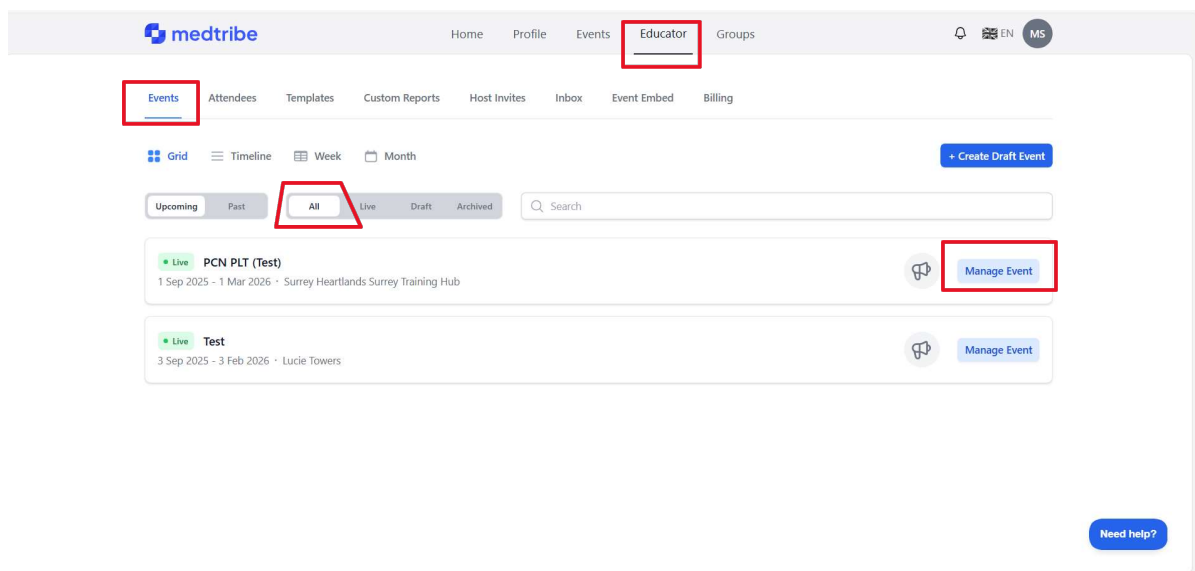 medtribe Home Profile Events Educator Groups EN MS
Events Attendees Templates Custom Reports Host Invites Inbox Event Embed Billing
Grid Timeline Week Month + Create Draft Event
Upcoming Past All Live Draft Archived Search
Live PCN PLT (Test)
1 Sep 2025 - 1 Mar 2026 · Surrey Heartlands Surrey Training Hub
Manage Event
Live Test
3 Sep 2025 - 3 Feb 2026 · Lucie Towers
Manage Event
Need help?